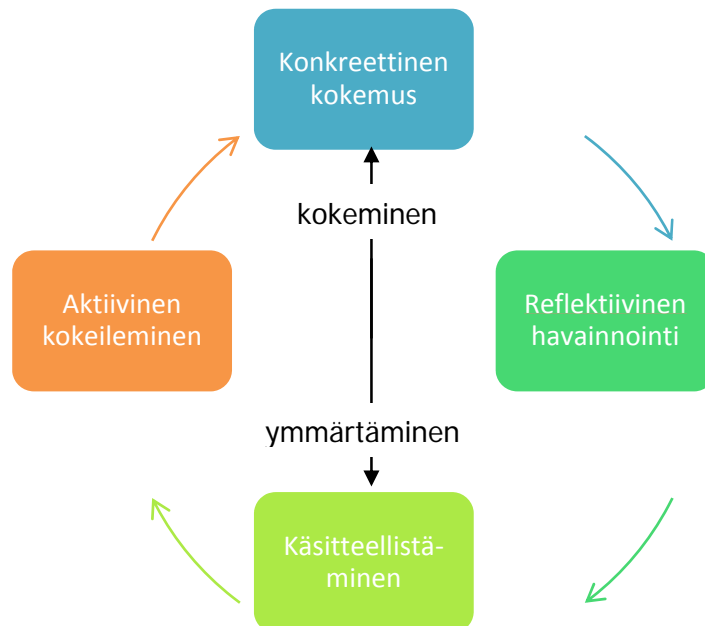 Konkreettinen
kokemus
kokeminen
Aktiivinen
kokeileminen
Reflektiivinen
havainnointi
ymmärtäminen
Käsitteellistä-
minen